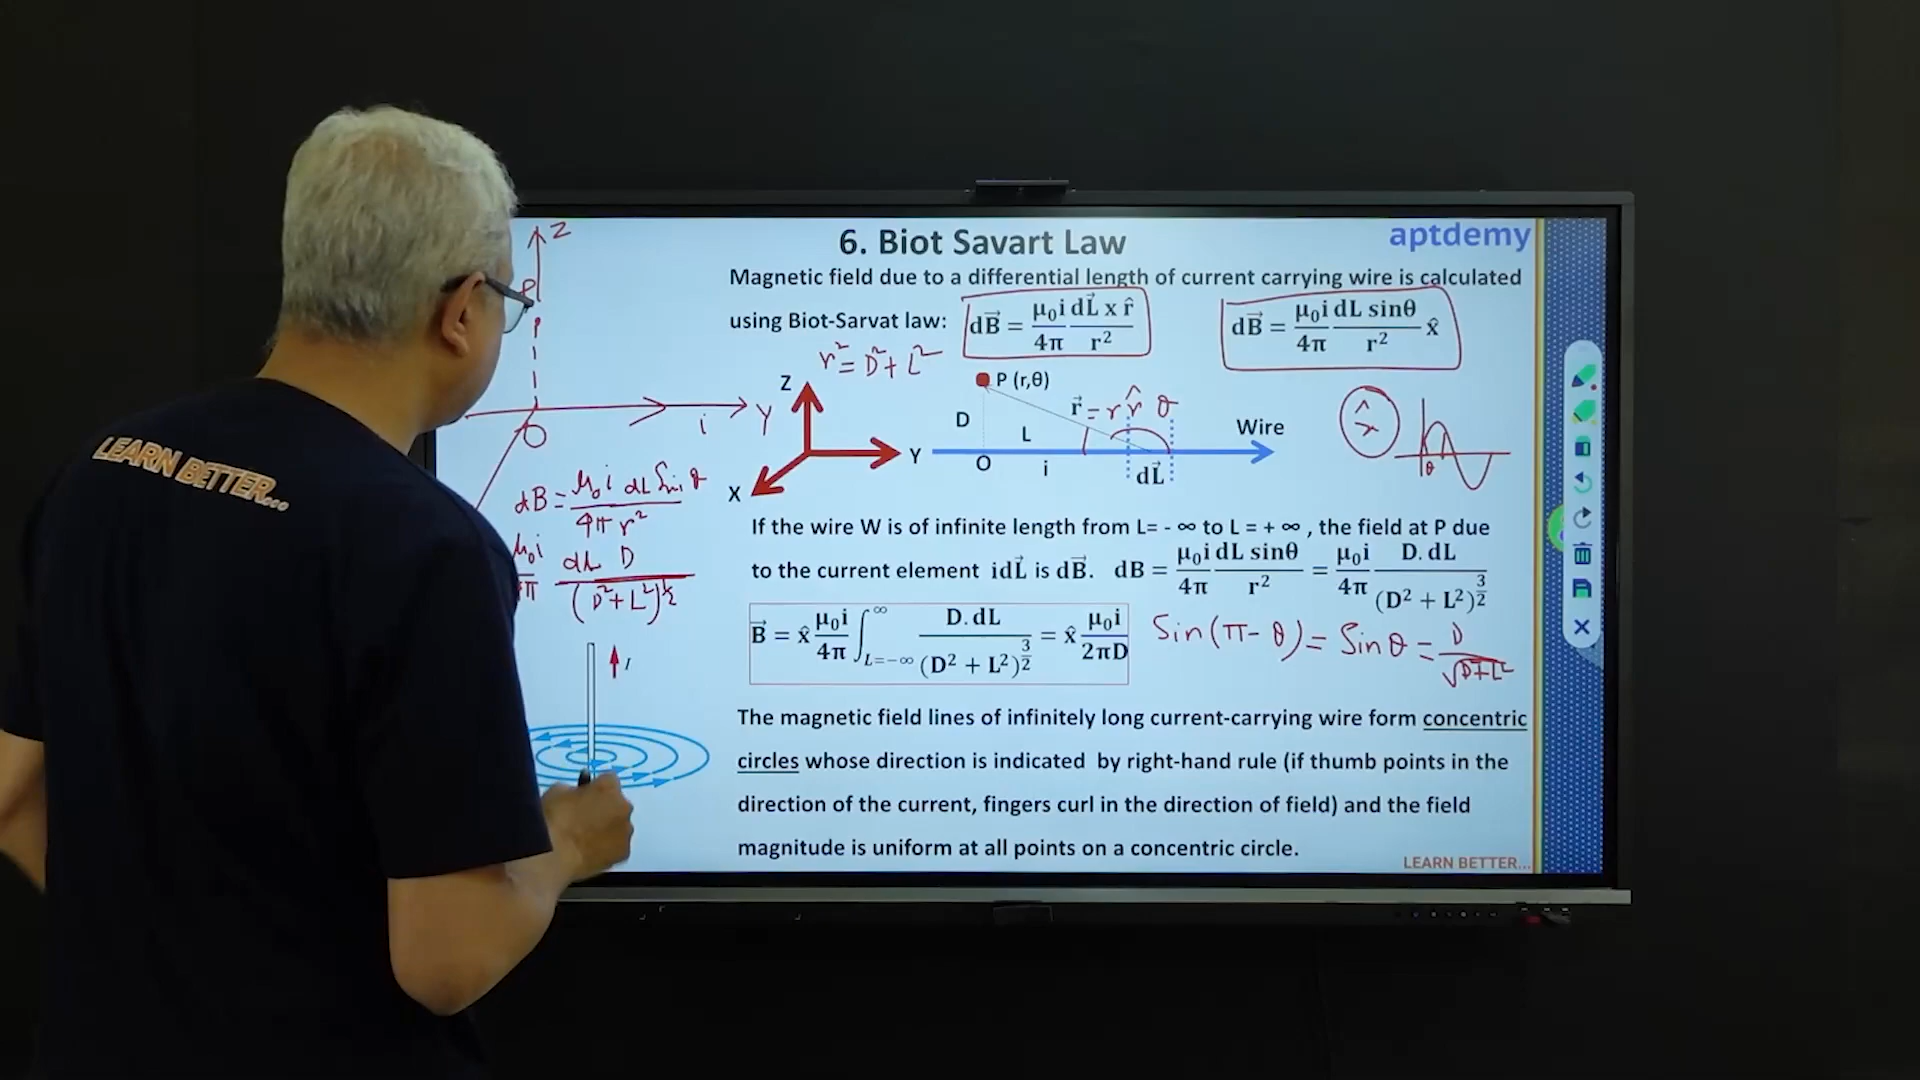 LEARN BETTER...
6. Biot Savart Law
aptdemy
Magnetic field due to a differential length of current carrying wire is calculated
using Biot-Sarvat law: dB⃗ = μ₀i/4π dL⃗ x r̂/r² dB⃗ = μ₀i/4π dL sinθ/r² x̂
r² = D² + L²
Z
P
O
i
Y
Z
Y
X
P (r,θ)
D
r⃗ = r r̂ θ
L
Wire
O
i
dL⃗
x̂
θ
dB = μ₀i dL Sinθ / 4π r²
μ₀i/π dL D / (D² + L²)^½
If the wire W is of infinite length from L= - ∞ to L = + ∞ , the field at P due
to the current element idL⃗ is dB⃗. dB = μ₀i/4π dL sinθ/r² = μ₀i/4π D. dL/(D² + L²)^3/2
B⃗ = x̂ μ₀i/4π ∫_{L=−∞}^{∞} D. dL/(D² + L²)^3/2 = x̂ μ₀i/2πD
Sin(π - θ) = Sinθ = D/√D²+L²
I
The magnetic field lines of infinitely long current-carrying wire form concentric
circles whose direction is indicated by right-hand rule (if thumb points in the
direction of the current, fingers curl in the direction of field) and the field
magnitude is uniform at all points on a concentric circle.
LEARN BETTER...